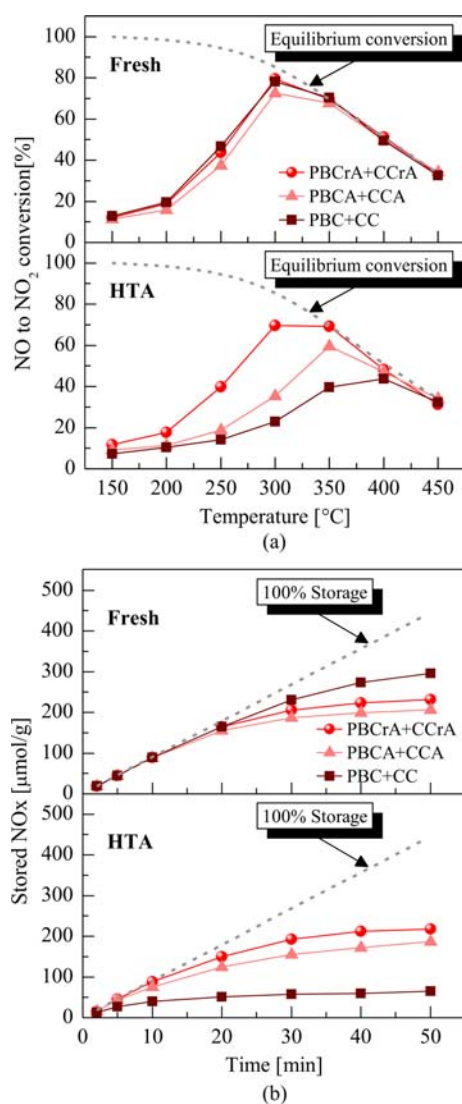 Fresh
Equilibrium conversion
100
80
60
40
20
0
PBCrA+CCrA
PBCA+CCA
PBC+CC
NO to NO₂ conversion[%]
HTA
Equilibrium conversion
100
80
60
40
20
0
150 200 250 300 350 400 450
Temperature [°C]
(a)
500
400
300
200
100
0
Fresh
100% Storage
PBCrA+CCrA
PBCA+CCA
PBC+CC
Stored NOx [μmol/g]
500
400
300
200
100
0
HTA
100% Storage
0 10 20 30 40 50
Time [min]
(b)